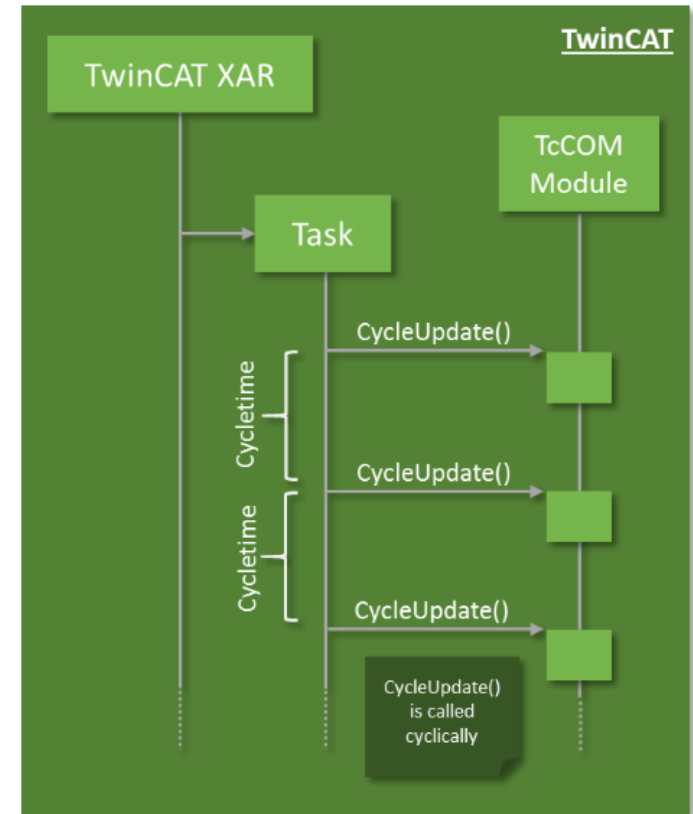 TwinCAT
TwinCAT XAR
TcCOM
Module
Task
CycleUpdate()
Cycletime
CycleUpdate()
Cycletime
CycleUpdate()
CycleUpdate()
is called
cyclically